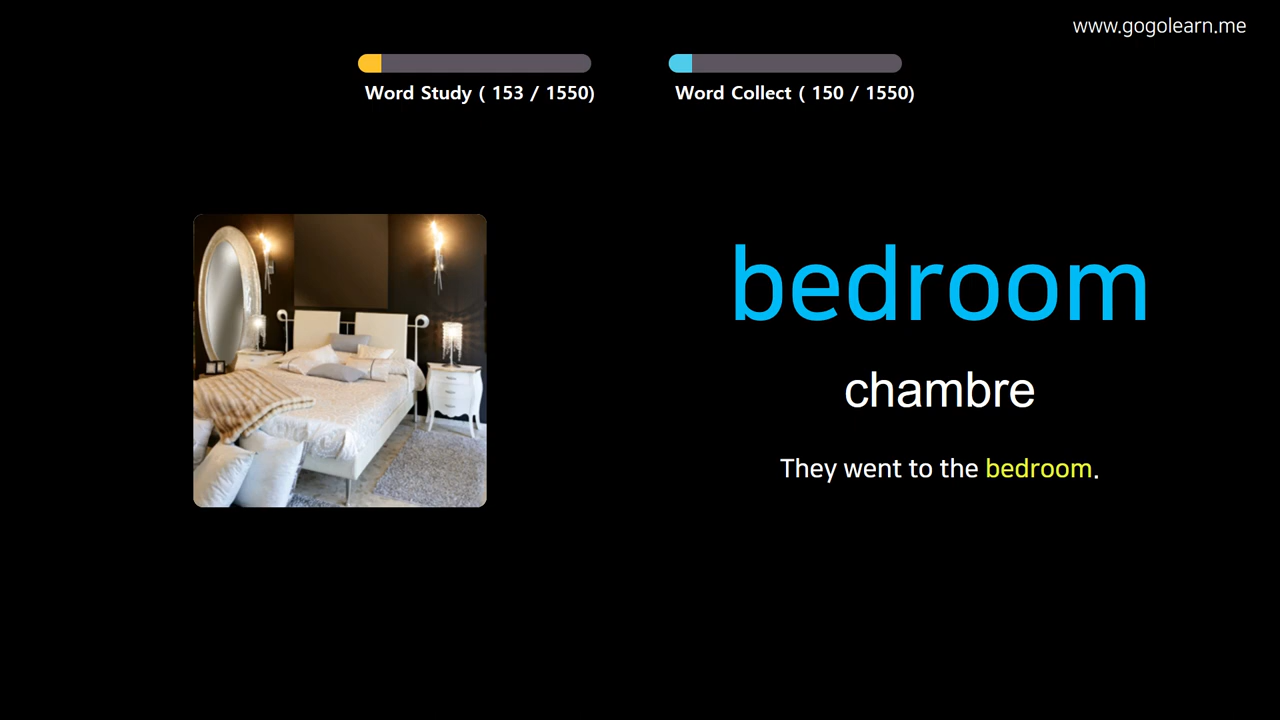 www.gogolearn.me
Word Study ( 153 / 1550)
Word Collect ( 150 / 1550)
bedroom
chambre
They went to the bedroom.